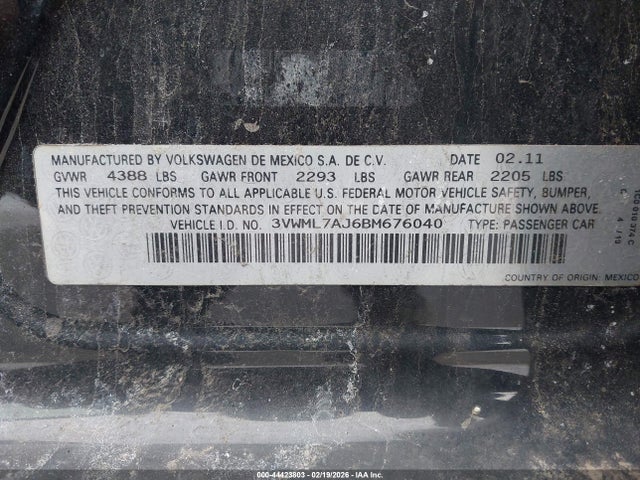 MANUFACTURED BY VOLKSWAGEN DE MEXICO S.A. DE C.V. DATE 02.11
GVWR 4388 LBS GAWR FRONT 2293 LBS GAWR REAR 2205 LBS
THIS VEHICLE CONFORMS TO ALL APPLICABLE U.S. FEDERAL MOTOR VEHICLE SAFETY, BUMPER,
AND THEFT PREVENTION STANDARDS IN EFFECT ON THE DATE OF MANUFACTURE SHOWN ABOVE.
VEHICLE I.D. NO. 3VWML7AJ6BM676040 TYPE: PASSENGER CAR
COUNTRY OF ORIGIN: MEXICO
000-44423803 - 02/19/2026 - IAA Inc.